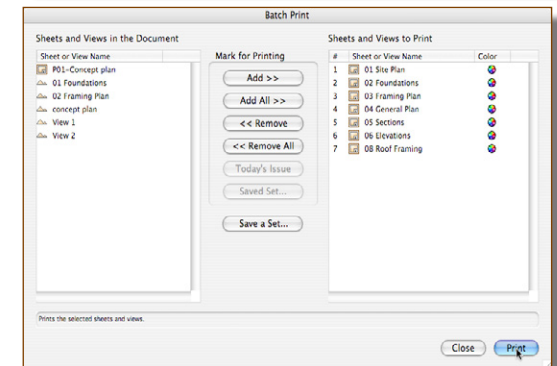 Batch Print
Sheets and Views in the Document
Sheet or View Name
P01-Concept plan
01 Foundations
02 Framing Plan
concept plan
View 1
View 2
Mark for Printing
Add >>
Add All >>
<< Remove
<< Remove All
Today's Issue
Saved Set...
Save a Set...
Sheets and Views to Print
# Sheet or View Name Color
1 01 Site Plan
2 02 Foundations
3 03 Framing Plan
4 04 General Plan
5 05 Sections
6 06 Elevations
7 08 Roof Framing
Prints the selected sheets and views.
Close Print